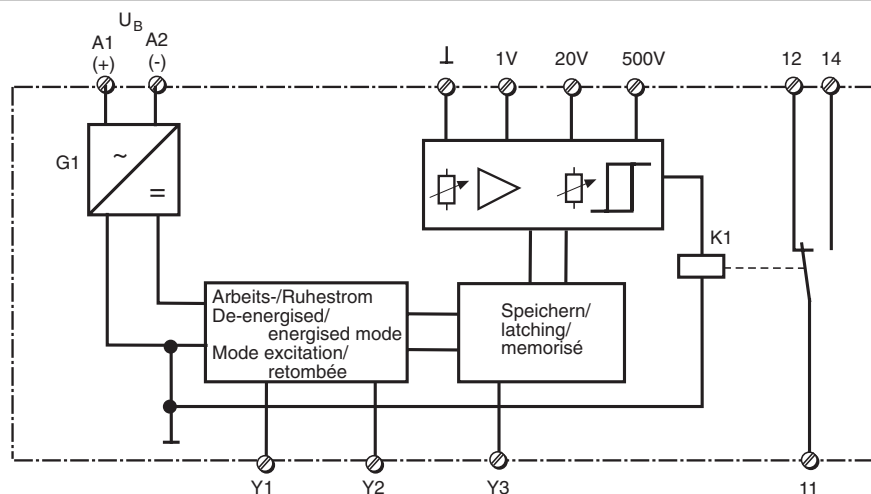 U_B
A1 A2
(+) (-)
⊥ 1V 20V 500V
12 14
G1
~
=
K1
Arbeits-/Ruhestrom
De-energised/
energised mode
Mode excitation/
retombée
Speichern/
latching/
memorisé
Y1 Y2 Y3 11